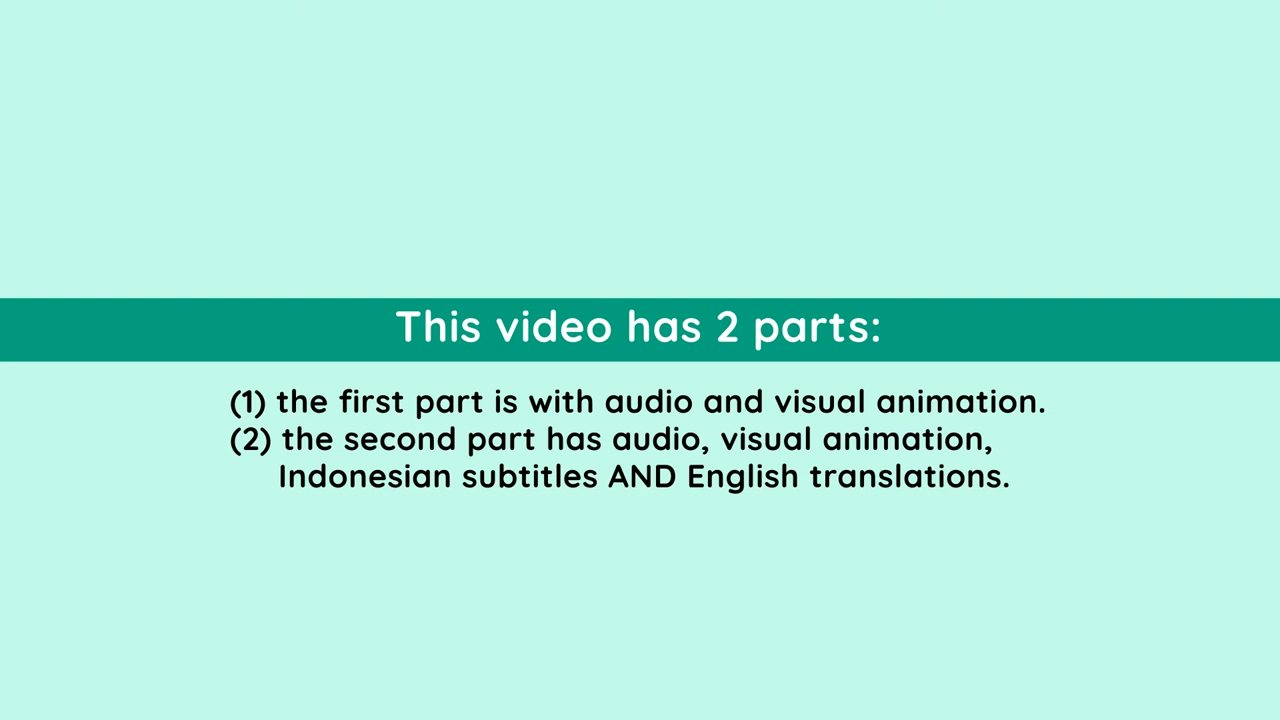 This video has 2 parts:
(1) the first part is with audio and visual animation.
(2) the second part has audio, visual animation,
Indonesian subtitles AND English translations.